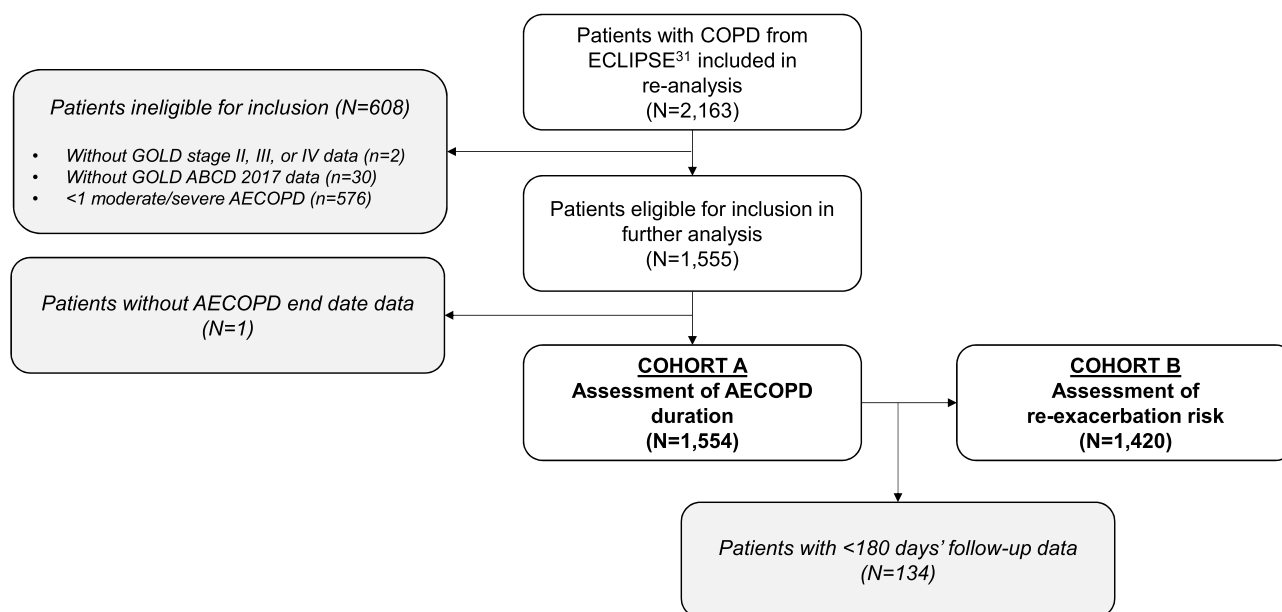 Patients with COPD from
ECLIPSE³¹ included in
re-analysis
(N=2,163)
Patients ineligible for inclusion (N=608)
• Without GOLD stage II, III, or IV data (n=2)
• Without GOLD ABCD 2017 data (n=30)
• <1 moderate/severe AECOPD (n=576)
Patients eligible for inclusion in
further analysis
(N=1,555)
Patients without AECOPD end date data
(N=1)
COHORT A
Assessment of AECOPD
duration
(N=1,554)
COHORT B
Assessment of
re-exacerbation risk
(N=1,420)
Patients with <180 days’ follow-up data
(N=134)